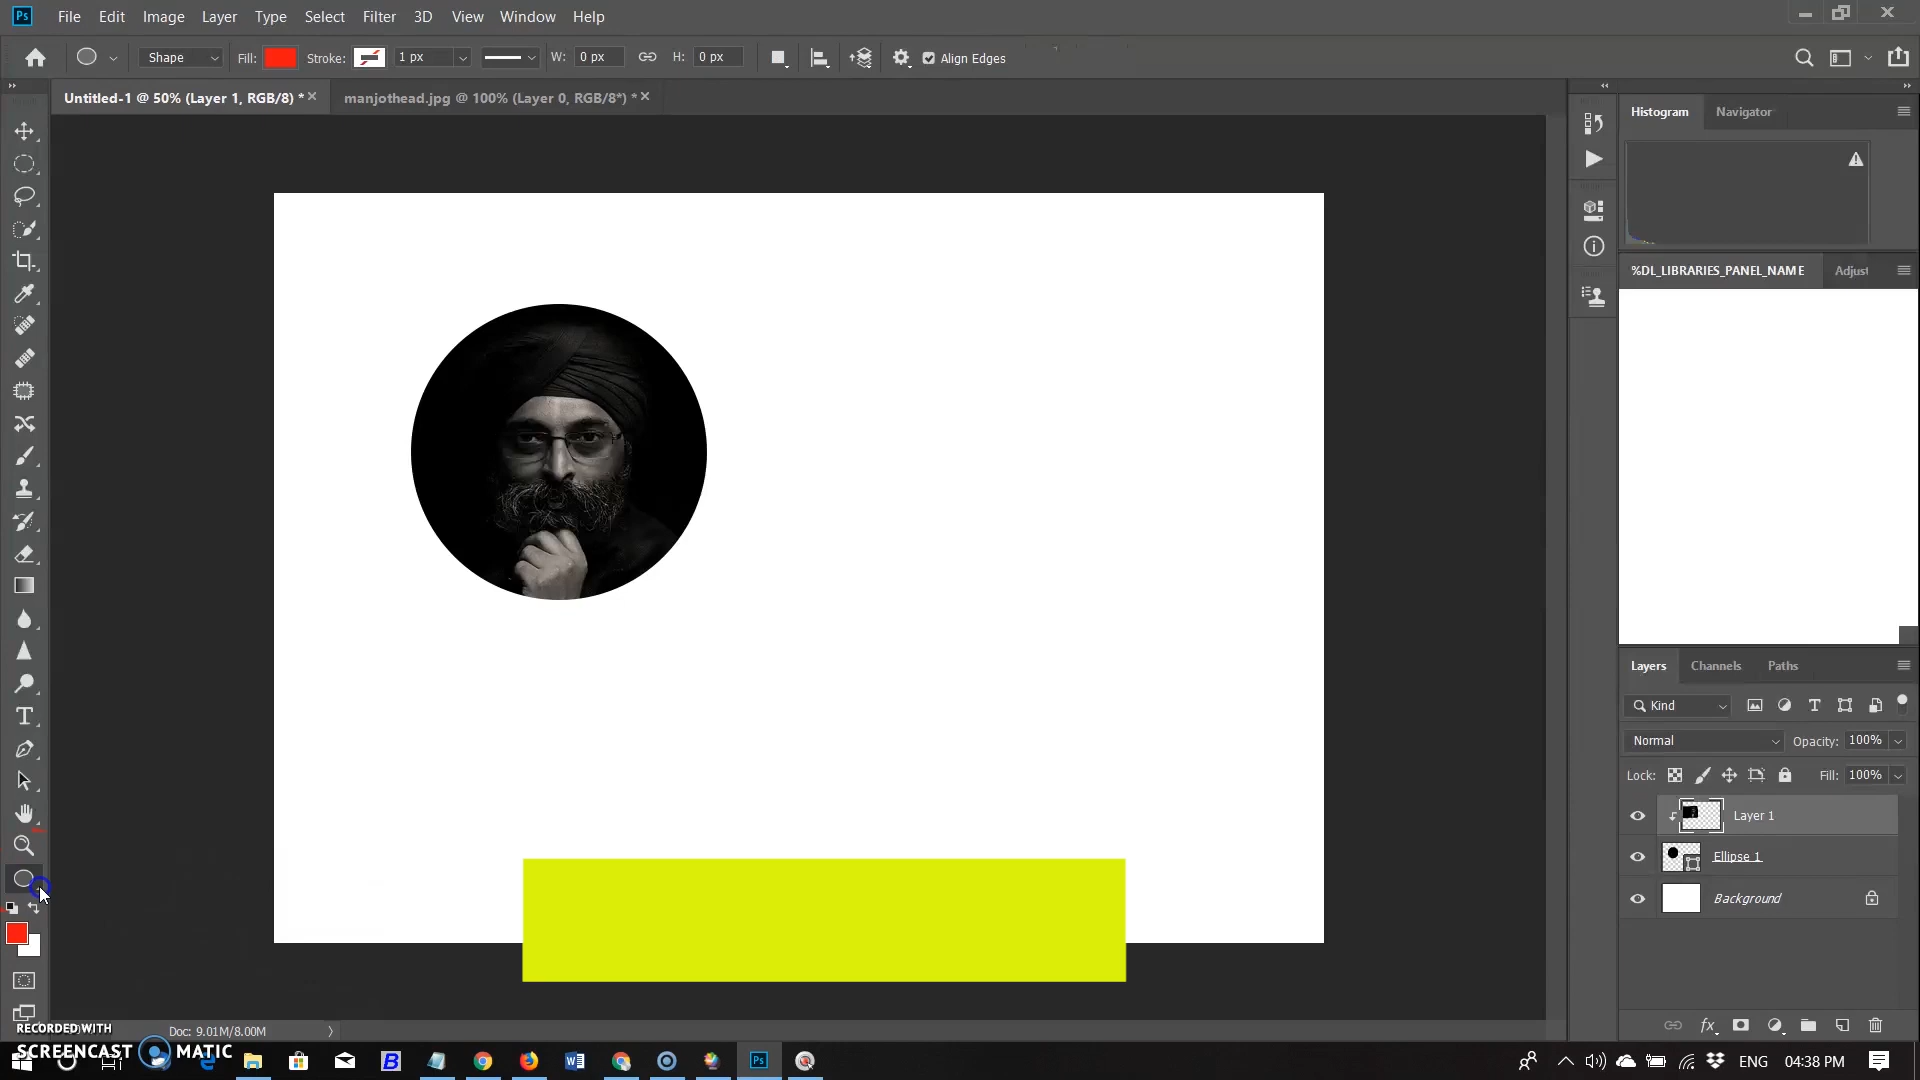 Ps File Edit Image Layer Type Select Filter 3D View Window Help
Shape Fill: Stroke: 1 px W: 0 px H: 0 px Align Edges
Untitled-1 @ 50% (Layer 1, RGB/8) * × manjothead.jpg @ 100% (Layer 0, RGB/8*) * ×
Histogram Navigator
%DL_LIBRARIES_PANEL_NAME Adjust
Layers Channels Paths
Kind
Normal Opacity: 100%
Lock: Fill: 100%
Layer 1
Ellipse 1
Background
Doc: 9.01M/8.00M
RECORDED WITH
SCREENCAST MATIC
Ps ENG 04:38 PM